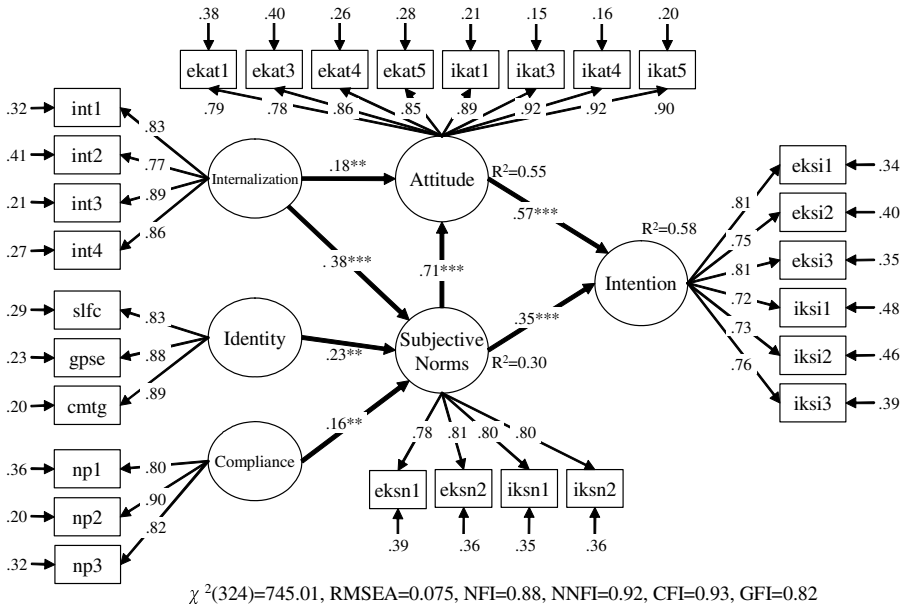 .38 .40 .26 .28 .21 .15 .16 .20
ekat1 ekat3 ekat4 ekat5 ikat1 ikat3 ikat4 ikat5
.79 .78 .86 .85 .89 .92 .92 .90
.32 int1 .83
.41 int2 .77
.21 int3 .89
.27 int4 .86
Internalization
.18**
Attitude
R²=0.55
.57***
.38***
.71***
.29 slfc .83
.23 gpse .88
.20 cmtg .89
Identity
.23**
Subjective
Norms
R²=0.30
.35***
R²=0.58
Intention
.81 eksi1 .34
.75 eksi2 .40
.81 eksi3 .35
.72 iksi1 .48
.73 iksi2 .46
.76 iksi3 .39
.36 np1 .80
.20 np2 .90
.32 np3 .82
Compliance
.16**
.78 .81 .80 .80
eksn1 eksn2 iksn1 iksn2
.39 .36 .35 .36
χ ²(324)=745.01, RMSEA=0.075, NFI=0.88, NNFI=0.92, CFI=0.93, GFI=0.82